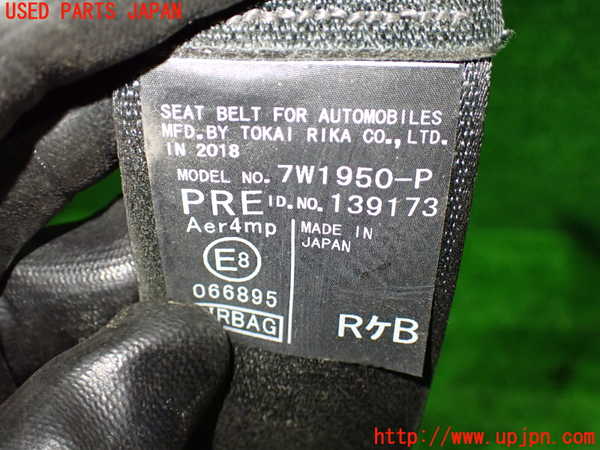 USED PARTS JAPAN
SEAT BELT FOR AUTOMOBILES
MFD.BY TOKAI RIKA CO.,LTD.
IN 2018
MODEL NO. 7W1950-P
PRE ID.NO. 139173
Aer4mp
MADE IN
JAPAN
E8
066895
AIRBAG
RケB
http://www.upjpn.com